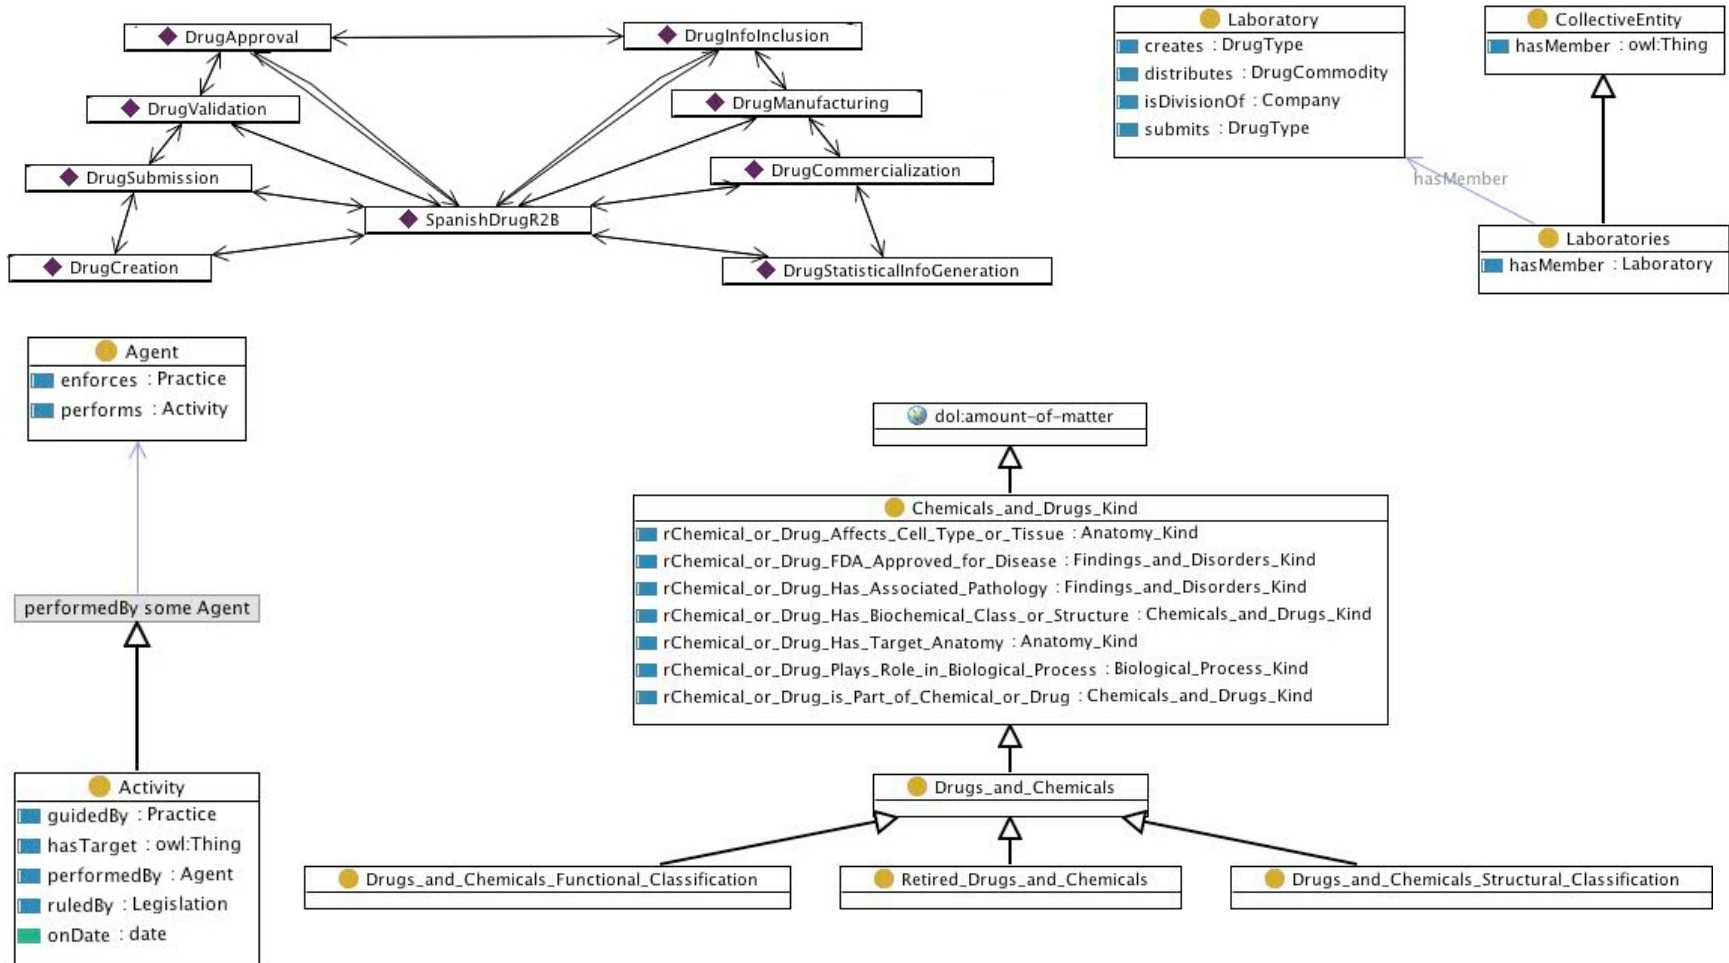 DrugApproval
DrugInfoInclusion
DrugValidation
DrugManufacturing
DrugSubmission
DrugCommercialization
SpanishDrugR2B
DrugCreation
DrugStatisticalInfoGeneration
Laboratory
creates : DrugType
distributes : DrugCommodity
isDivisionOf : Company
submits : DrugType
CollectiveEntity
hasMember : owl:Thing
hasMember
Laboratories
hasMember : Laboratory
Agent
enforces : Practice
performs : Activity
performedBy some Agent
Activity
guidedBy : Practice
hasTarget : owl:Thing
performedBy : Agent
ruledBy : Legislation
onDate : date
dol:amount-of-matter
Chemicals_and_Drugs_Kind
rChemical_or_Drug_Affects_Cell_Type_or_Tissue : Anatomy_Kind
rChemical_or_Drug_FDA_Approved_for_Disease : Findings_and_Disorders_Kind
rChemical_or_Drug_Has_Associated_Pathology : Findings_and_Disorders_Kind
rChemical_or_Drug_Has_Biochemical_Class_or_Structure : Chemicals_and_Drugs_Kind
rChemical_or_Drug_Has_Target_Anatomy : Anatomy_Kind
rChemical_or_Drug_Plays_Role_in_Biological_Process : Biological_Process_Kind
rChemical_or_Drug_is_Part_of_Chemical_or_Drug : Chemicals_and_Drugs_Kind
Drugs_and_Chemicals
Drugs_and_Chemicals_Functional_Classification
Retired_Drugs_and_Chemicals
Drugs_and_Chemicals_Structural_Classification